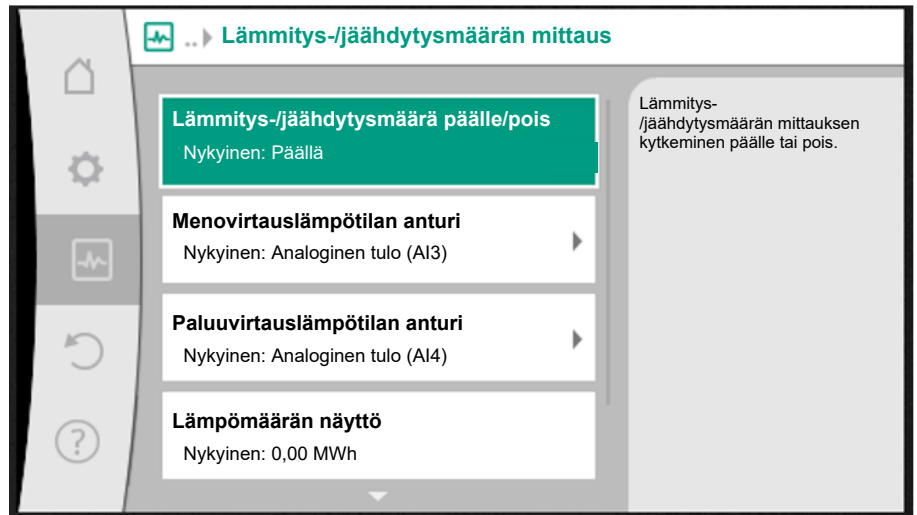 .. Lämmitys-/jäähdytysmäärän mittaus
Lämmitys-/jäähdytysmäärä päälle/pois
Nykyinen: Päällä
Menovirtauslämpötilan anturi
Nykyinen: Analoginen tulo (AI3)
Paluuvirtauslämpötilan anturi
Nykyinen: Analoginen tulo (AI4)
Lämpömäärän näyttö
Nykyinen: 0,00 MWh
Lämmitys-
/jäähdytysmäärän mittauksen
kytkeminen päälle tai pois.
?